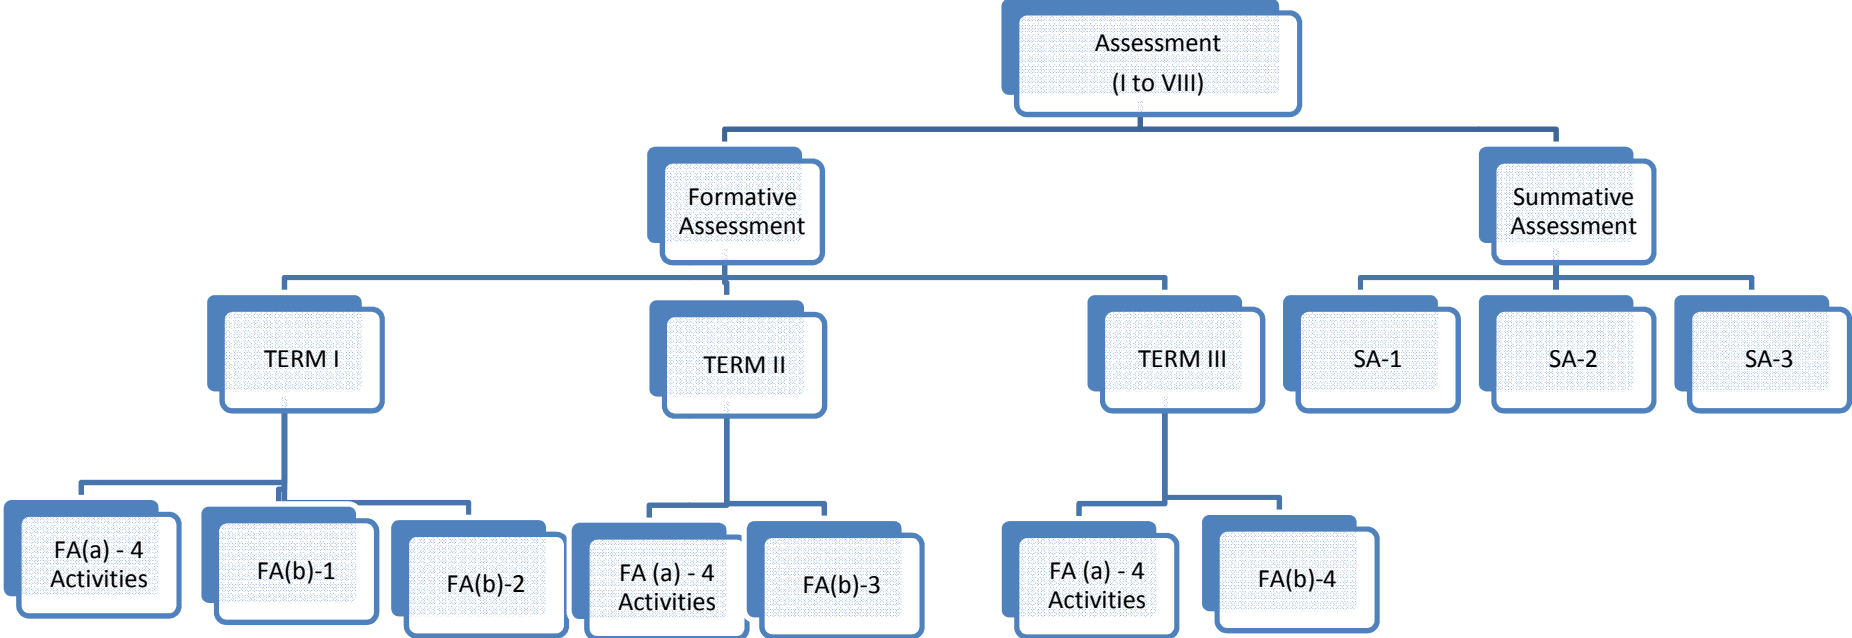 Assessment
(I to VIII)
Formative
Assessment
Summative
Assessment
TERM I
TERM II
TERM III
SA-1
SA-2
SA-3
FA(a) - 4
Activities
FA(b)-1
FA(b)-2
FA (a) - 4
Activities
FA(b)-3
FA (a) - 4
Activities
FA(b)-4